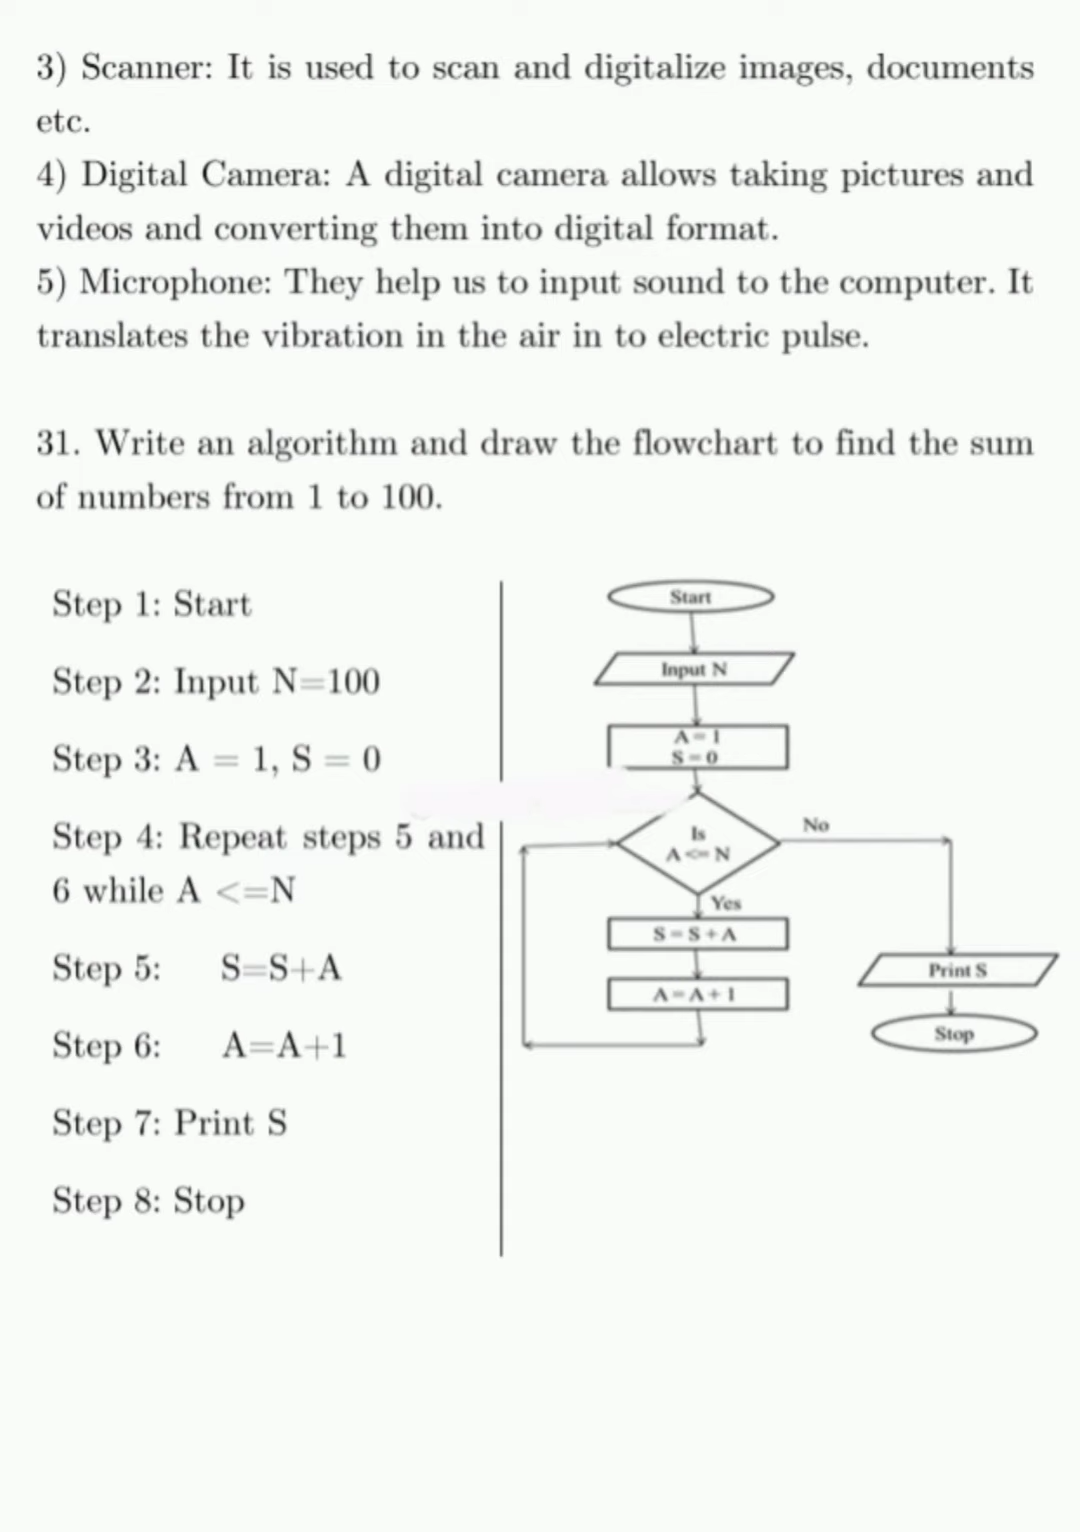 3) Scanner: It is used to scan and digitalize images, documents
etc.
4) Digital Camera: A digital camera allows taking pictures and
videos and converting them into digital format.
5) Microphone: They help us to input sound to the computer. It
translates the vibration in the air in to electric pulse.
31. Write an algorithm and draw the flowchart to find the sum
of numbers from 1 to 100.
Step 1: Start
Step 2: Input N=100
Step 3: A = 1, S = 0
Step 4: Repeat steps 5 and
6 while A <=N
Step 5: S=S+A
Step 6: A=A+1
Step 7: Print S
Step 8: Stop
Start
Input N
A = 1
S = 0
Is
A <= N
No
Yes
S = S + A
A = A + 1
Print S
Stop